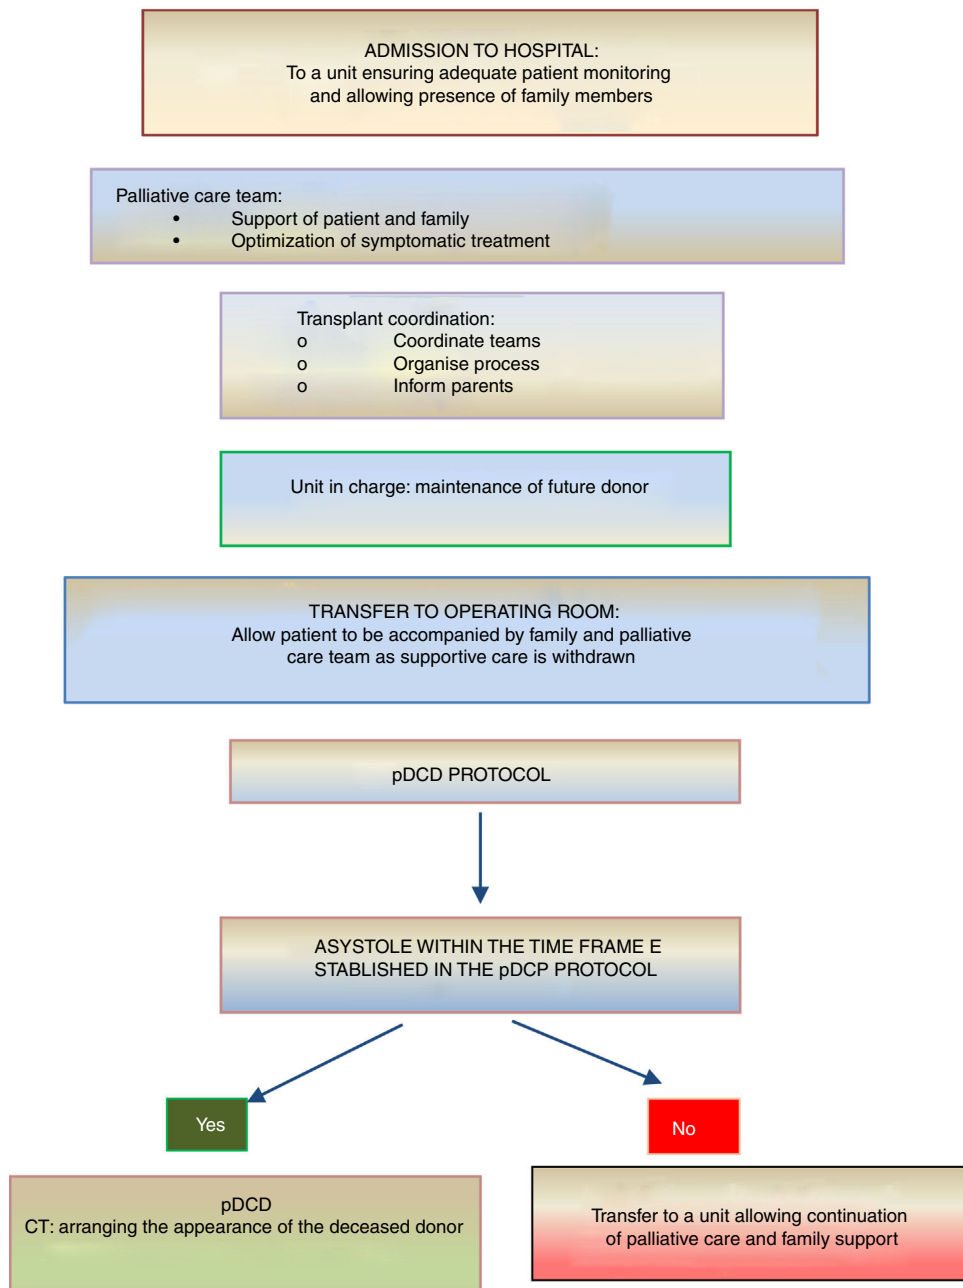 ADMISSION TO HOSPITAL:
To a unit ensuring adequate patient monitoring
and allowing presence of family members
Palliative care team:
• Support of patient and family
• Optimization of symptomatic treatment
Transplant coordination:
o Coordinate teams
o Organise process
o Inform parents
Unit in charge: maintenance of future donor
TRANSFER TO OPERATING ROOM:
Allow patient to be accompanied by family and palliative
care team as supportive care is withdrawn
pDCD PROTOCOL
ASYSTOLE WITHIN THE TIME FRAME E
STABLISHED IN THE pDCP PROTOCOL
Yes
No
pDCD
CT: arranging the appearance of the deceased donor
Transfer to a unit allowing continuation
of palliative care and family support